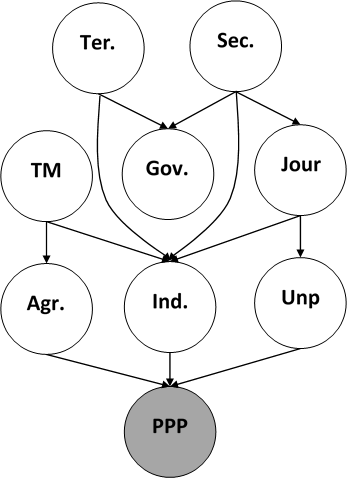 Ter.
Sec.
TM
Gov.
Jour
Agr.
Ind.
Unp
PPP